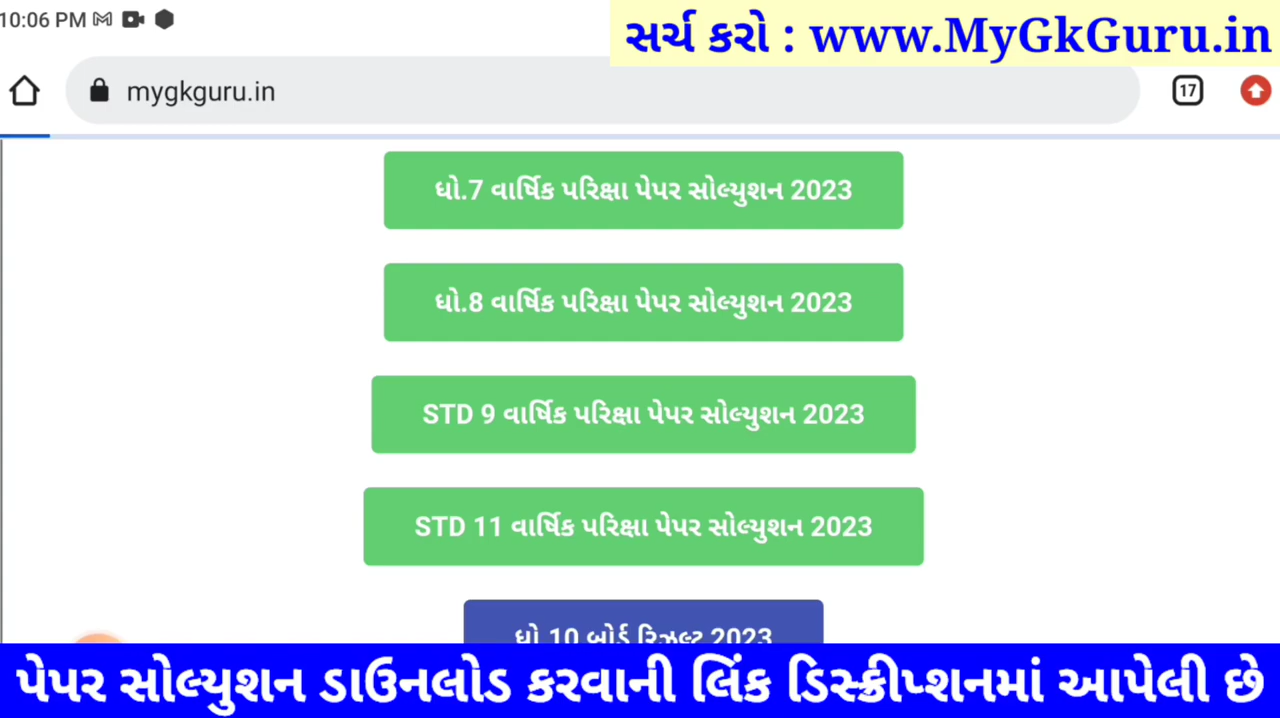 10:06 PM
સર્ચ કરો : www.MyGkGuru.in
mygkguru.in
17
ધો.7 વાર્ષિક પરિક્ષા પેપર સોલ્યુશન 2023
ધો.8 વાર્ષિક પરિક્ષા પેપર સોલ્યુશન 2023
STD 9 વાર્ષિક પરિક્ષા પેપર સોલ્યુશન 2023
STD 11 વાર્ષિક પરિક્ષા પેપર સોલ્યુશન 2023
ધો 10 બોર્ડ રિઝલ્ટ 2023
પેપર સોલ્યુશન ડાઉનલોડ કરવાની લિંક ડિસ્ક્રીપ્શનમાં આપેલી છે